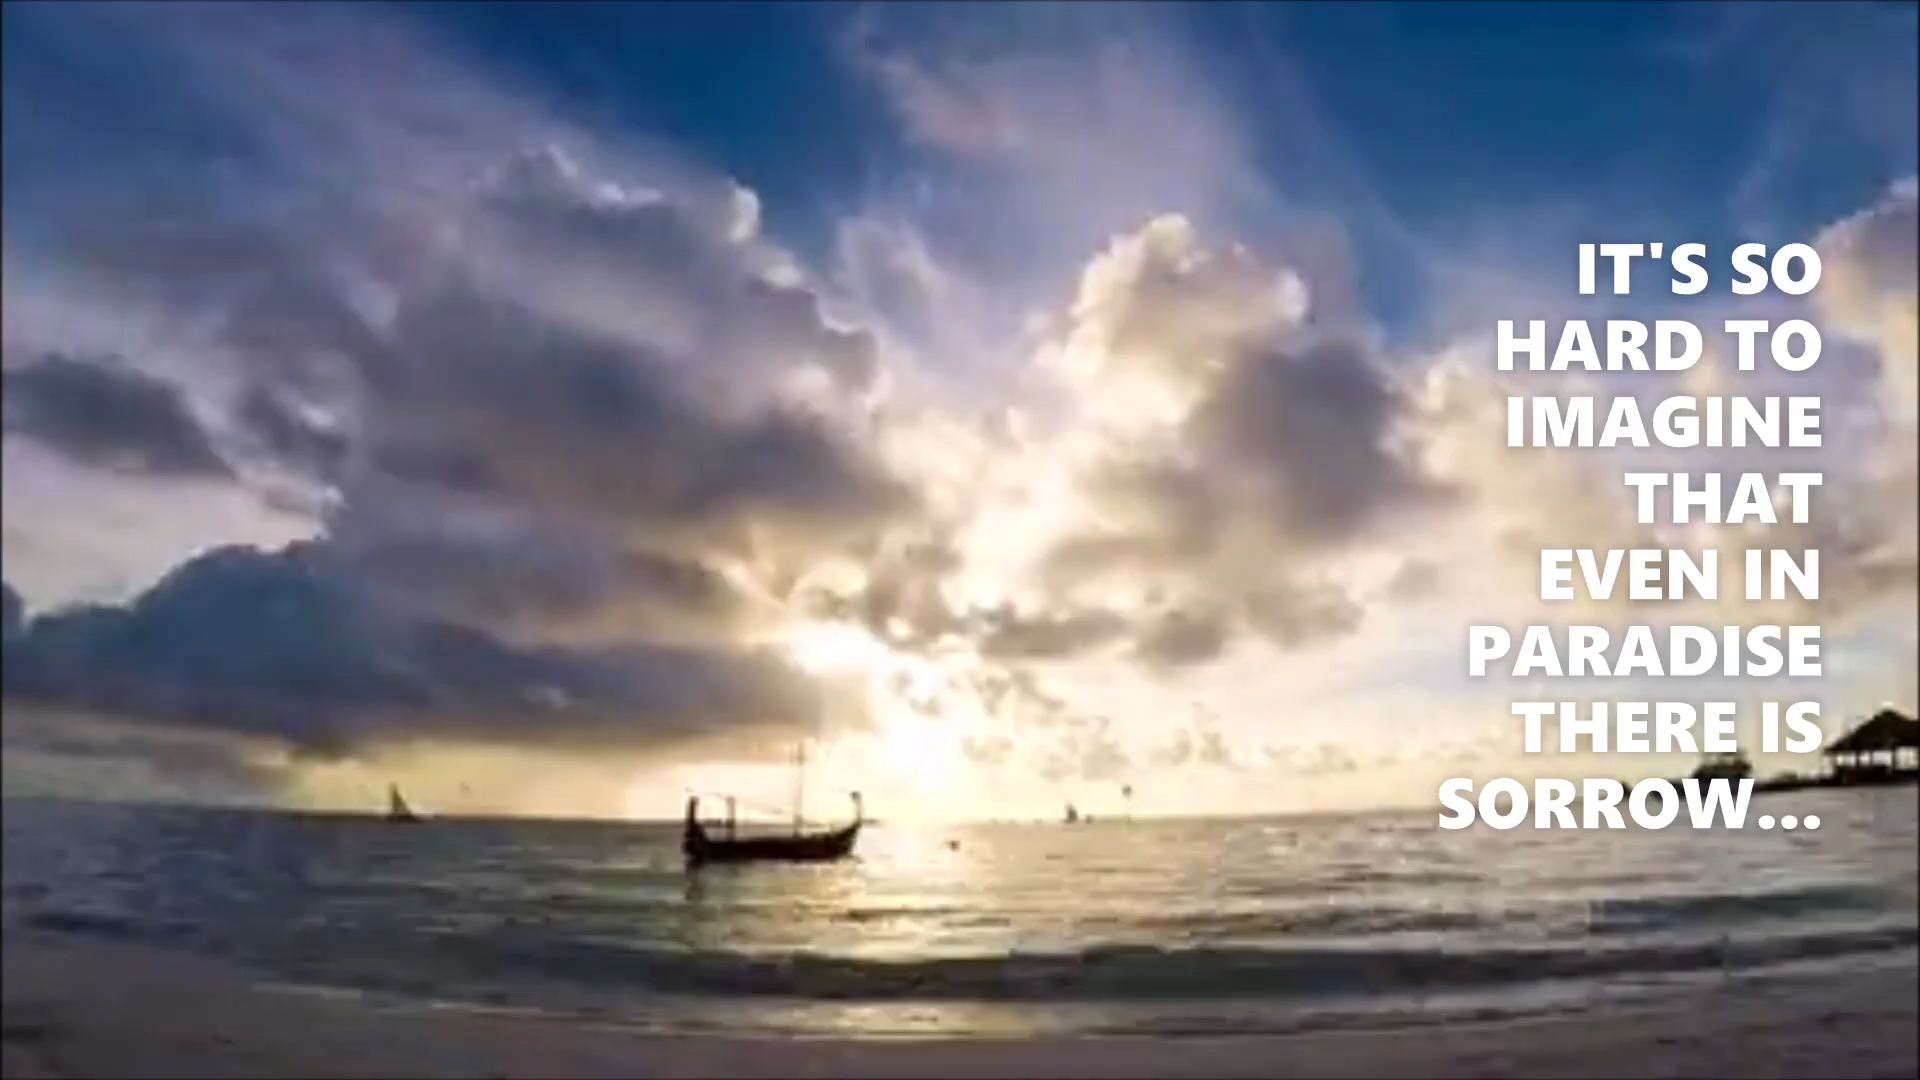 IT'S SO
HARD TO
IMAGINE
THAT
EVEN IN
PARADISE
THERE IS
SORROW...